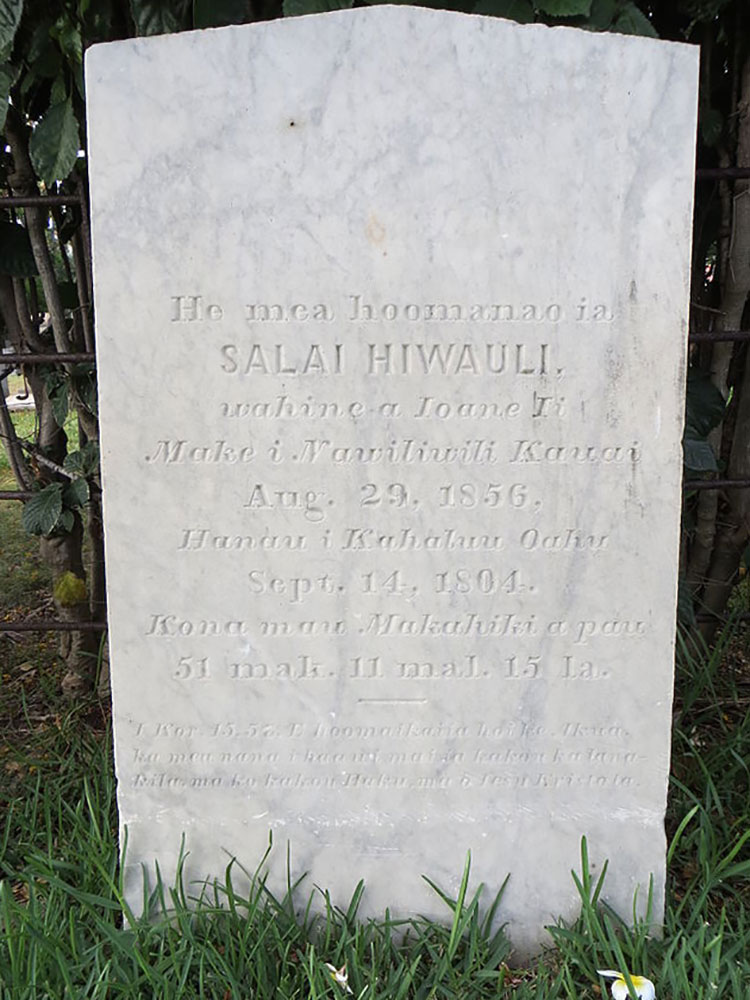 He mea hoomanao ia
SALAI HIWAULI.
wahine a Ioane Ii
Make i Nawiliwili Kauai
Aug. 29, 1856,
Hanau i Kahaluu Oahu
Sept. 14, 1804.
Kona mau Makahiki a pau
51 mak. 11 mal. 15 la.
1 Kor. 15.57. E hoomaikaiia hoi ke Akua,
ka mea nana i haawi mai ia kakou ka lana-
kila, ma ko kakou Haku, ma o Iesu Kristo la.